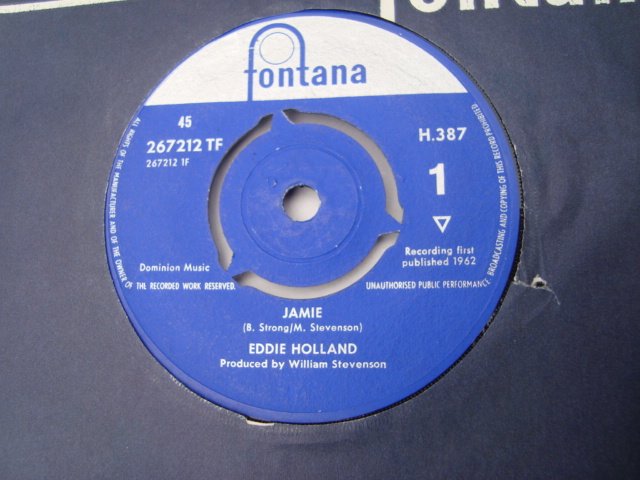 fontana
45
267212 TF
267212 1F
H.387
1
Recording first
published 1962
Dominion Music
ALL RIGHTS OF THE MANUFACTURER AND OF THE OWNER OF THE RECORDED WORK RESERVED.
UNAUTHORISED PUBLIC PERFORMANCE, BROADCASTING AND COPYING OF THIS RECORD PROHIBITED.
JAMIE
(B. Strong/M. Stevenson)
EDDIE HOLLAND
Produced by William Stevenson